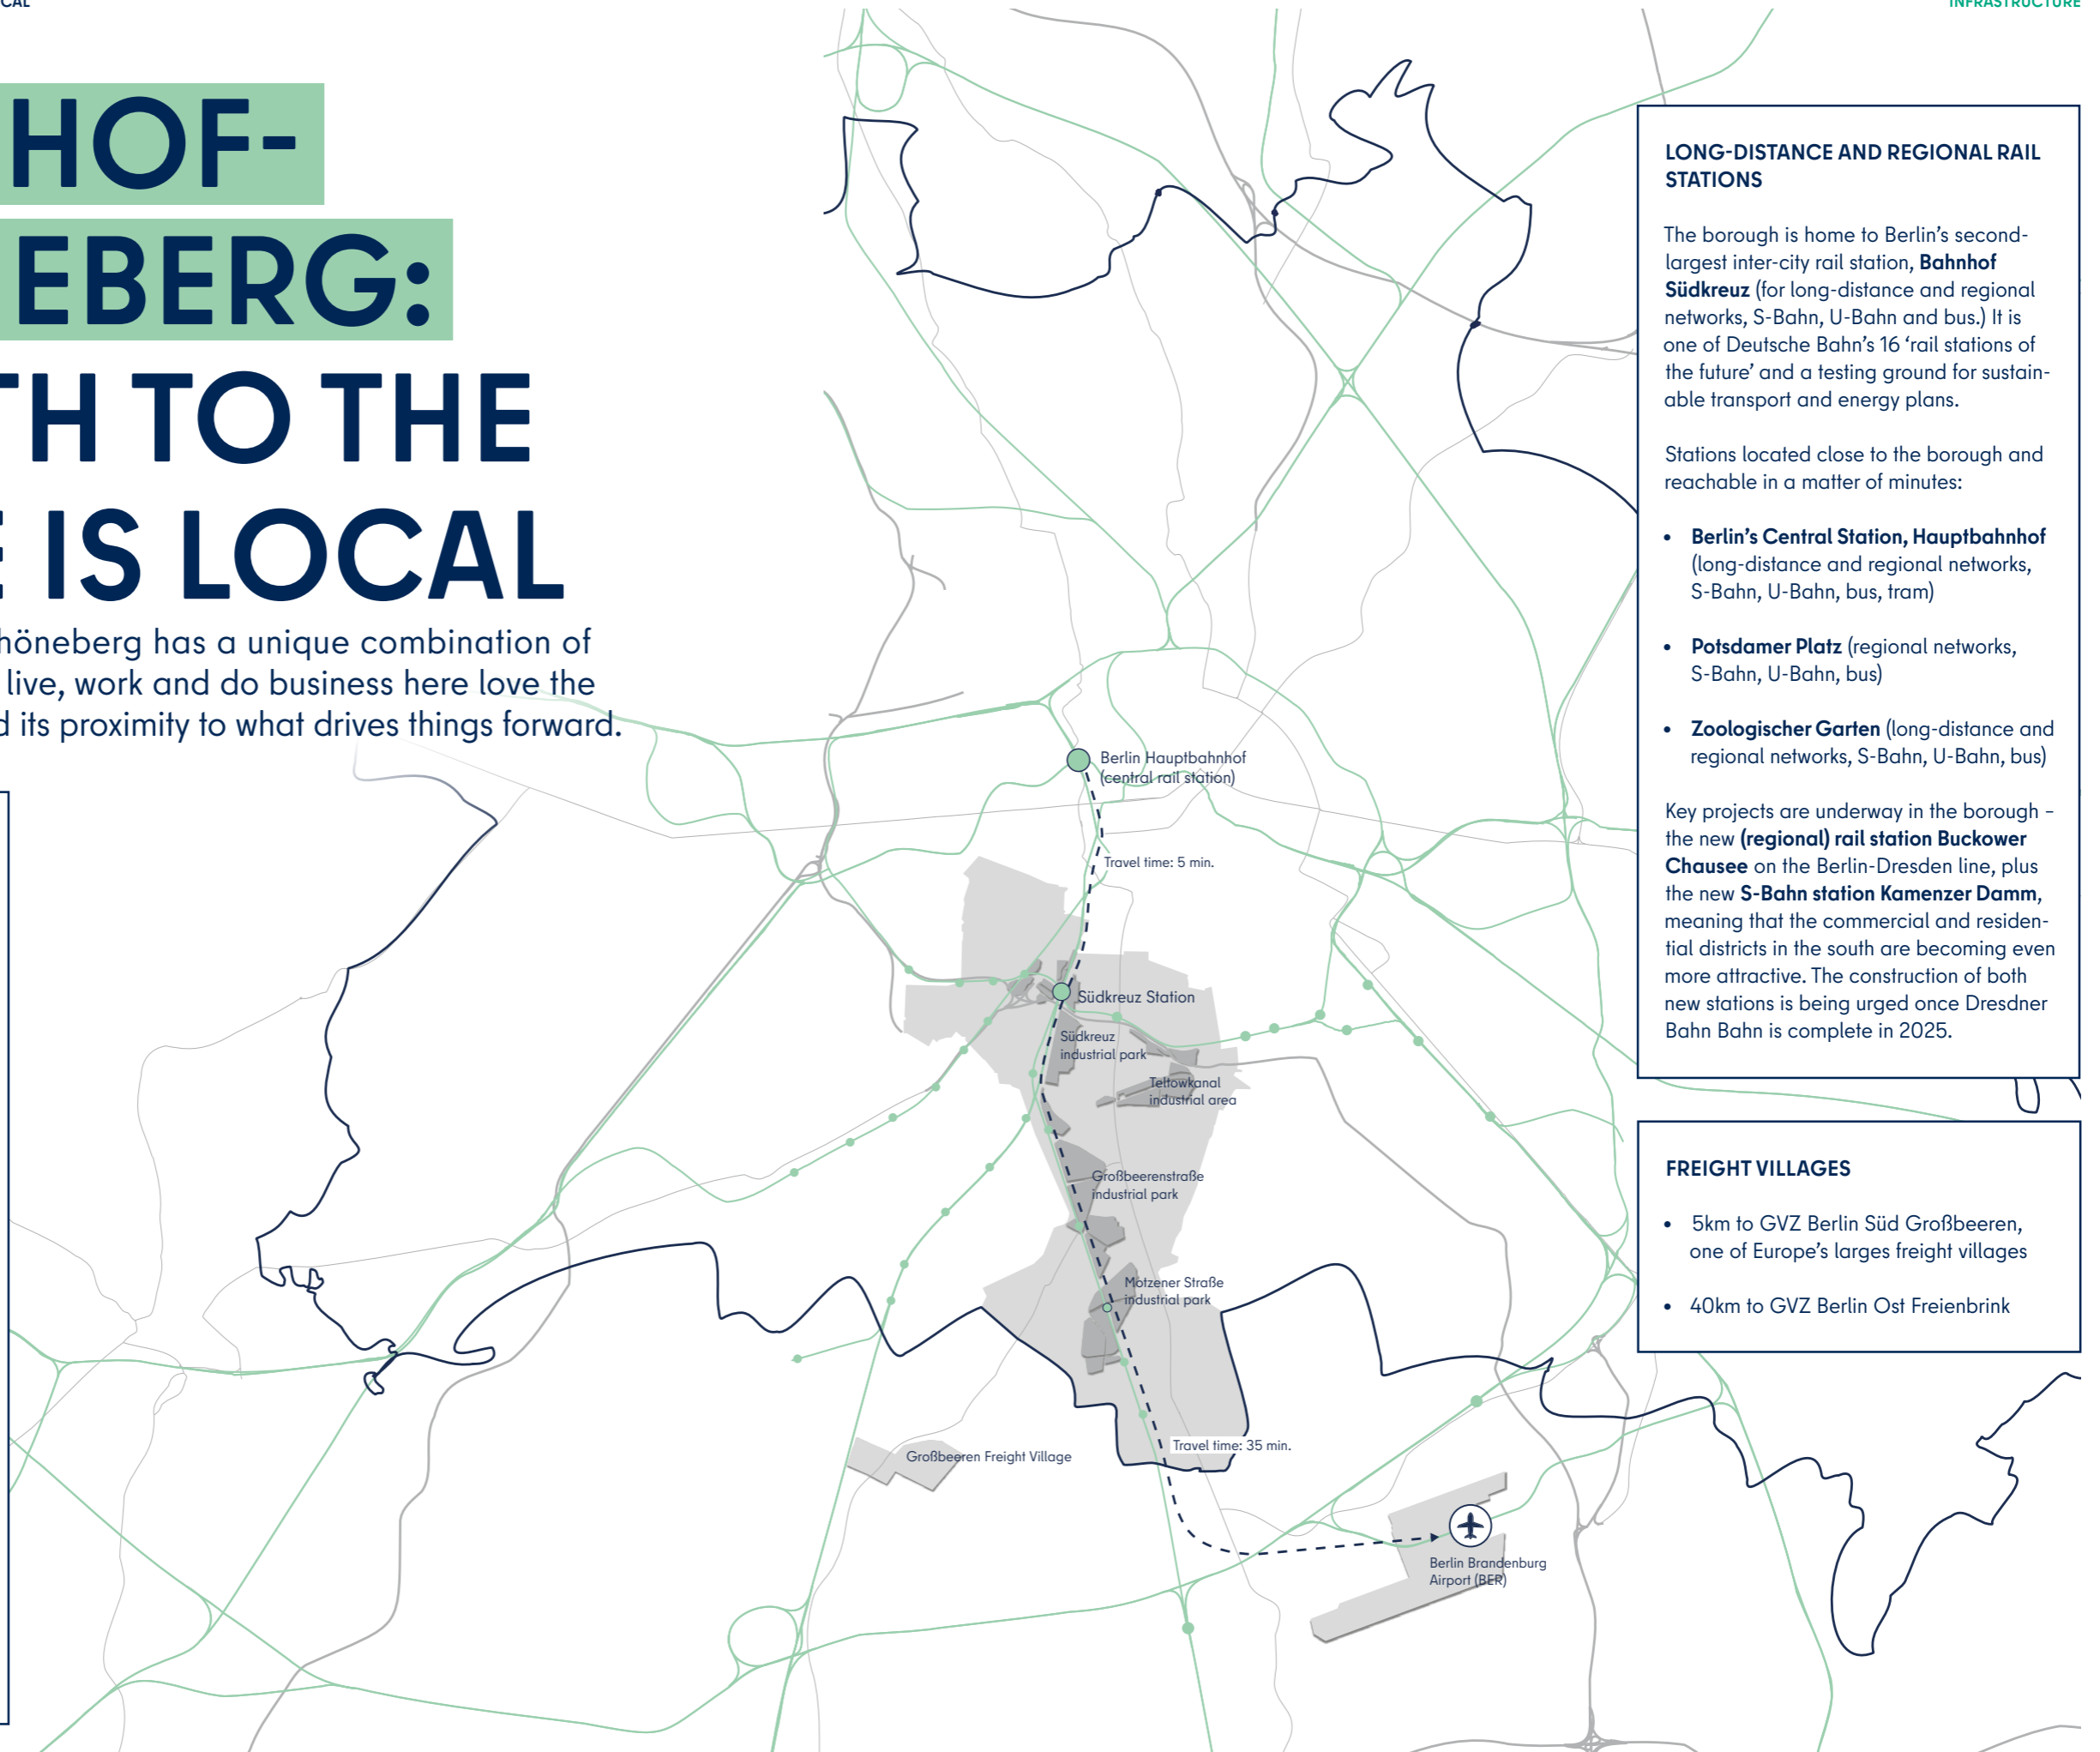 CAL
INFRASTRUCTURE
HOF-
EBERG:
TH TO THE
E IS LOCAL
höneberg has a unique combination of
live, work and do business here love the
d its proximity to what drives things forward.
Berlin Hauptbahnhof
(central rail station)
Travel time: 5 min.
Südkreuz Station
Südkreuz
industrial park
Teltowkanal
industrial area
Großbeerenstraße
industrial park
Motzener Straße
industrial park
Travel time: 35 min.
Großbeeren Freight Village
Berlin Brandenburg
Airport (BER)
LONG-DISTANCE AND REGIONAL RAIL
STATIONS
The borough is home to Berlin’s second-
largest inter-city rail station, Bahnhof
Südkreuz (for long-distance and regional
networks, S-Bahn, U-Bahn and bus.) It is
one of Deutsche Bahn’s 16 ‘rail stations of
the future’ and a testing ground for sustain-
able transport and energy plans.
Stations located close to the borough and
reachable in a matter of minutes:
• Berlin’s Central Station, Hauptbahnhof
(long-distance and regional networks,
S-Bahn, U-Bahn, bus, tram)
• Potsdamer Platz (regional networks,
S-Bahn, U-Bahn, bus)
• Zoologischer Garten (long-distance and
regional networks, S-Bahn, U-Bahn, bus)
Key projects are underway in the borough –
the new (regional) rail station Buckower
Chausee on the Berlin-Dresden line, plus
the new S-Bahn station Kamenzer Damm,
meaning that the commercial and residen-
tial districts in the south are becoming even
more attractive. The construction of both
new stations is being urged once Dresdner
Bahn Bahn is complete in 2025.
FREIGHT VILLAGES
• 5km to GVZ Berlin Süd Großbeeren,
one of Europe’s larges freight villages
• 40km to GVZ Berlin Ost Freienbrink